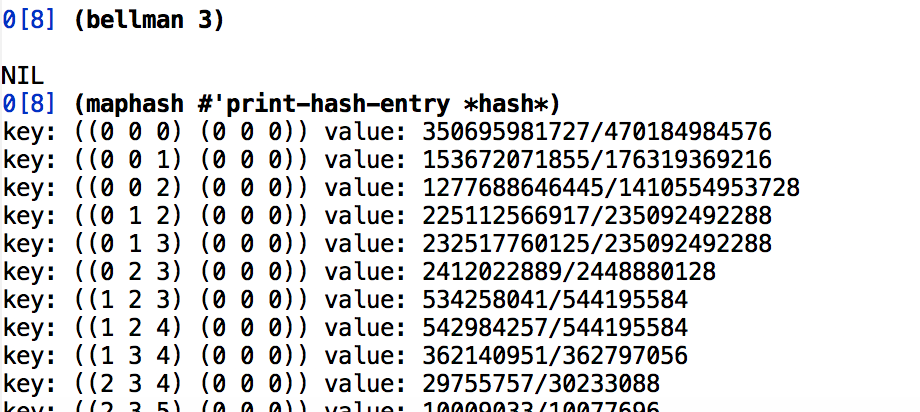 0[8] (bellman 3)
NIL
0[8] (maphash #'print-hash-entry *hash*)
key: ((0 0 0) (0 0 0)) value: 350695981727/470184984576
key: ((0 0 1) (0 0 0)) value: 153672071855/176319369216
key: ((0 0 2) (0 0 0)) value: 1277688646445/1410554953728
key: ((0 1 2) (0 0 0)) value: 225112566917/235092492288
key: ((0 1 3) (0 0 0)) value: 232517760125/235092492288
key: ((0 2 3) (0 0 0)) value: 2412022889/2448880128
key: ((1 2 3) (0 0 0)) value: 534258041/544195584
key: ((1 2 4) (0 0 0)) value: 542984257/544195584
key: ((1 3 4) (0 0 0)) value: 362140951/362797056
key: ((2 3 4) (0 0 0)) value: 29755757/30233088
key: ((2 3 5) (0 0 0)) value: 10009033/10077696